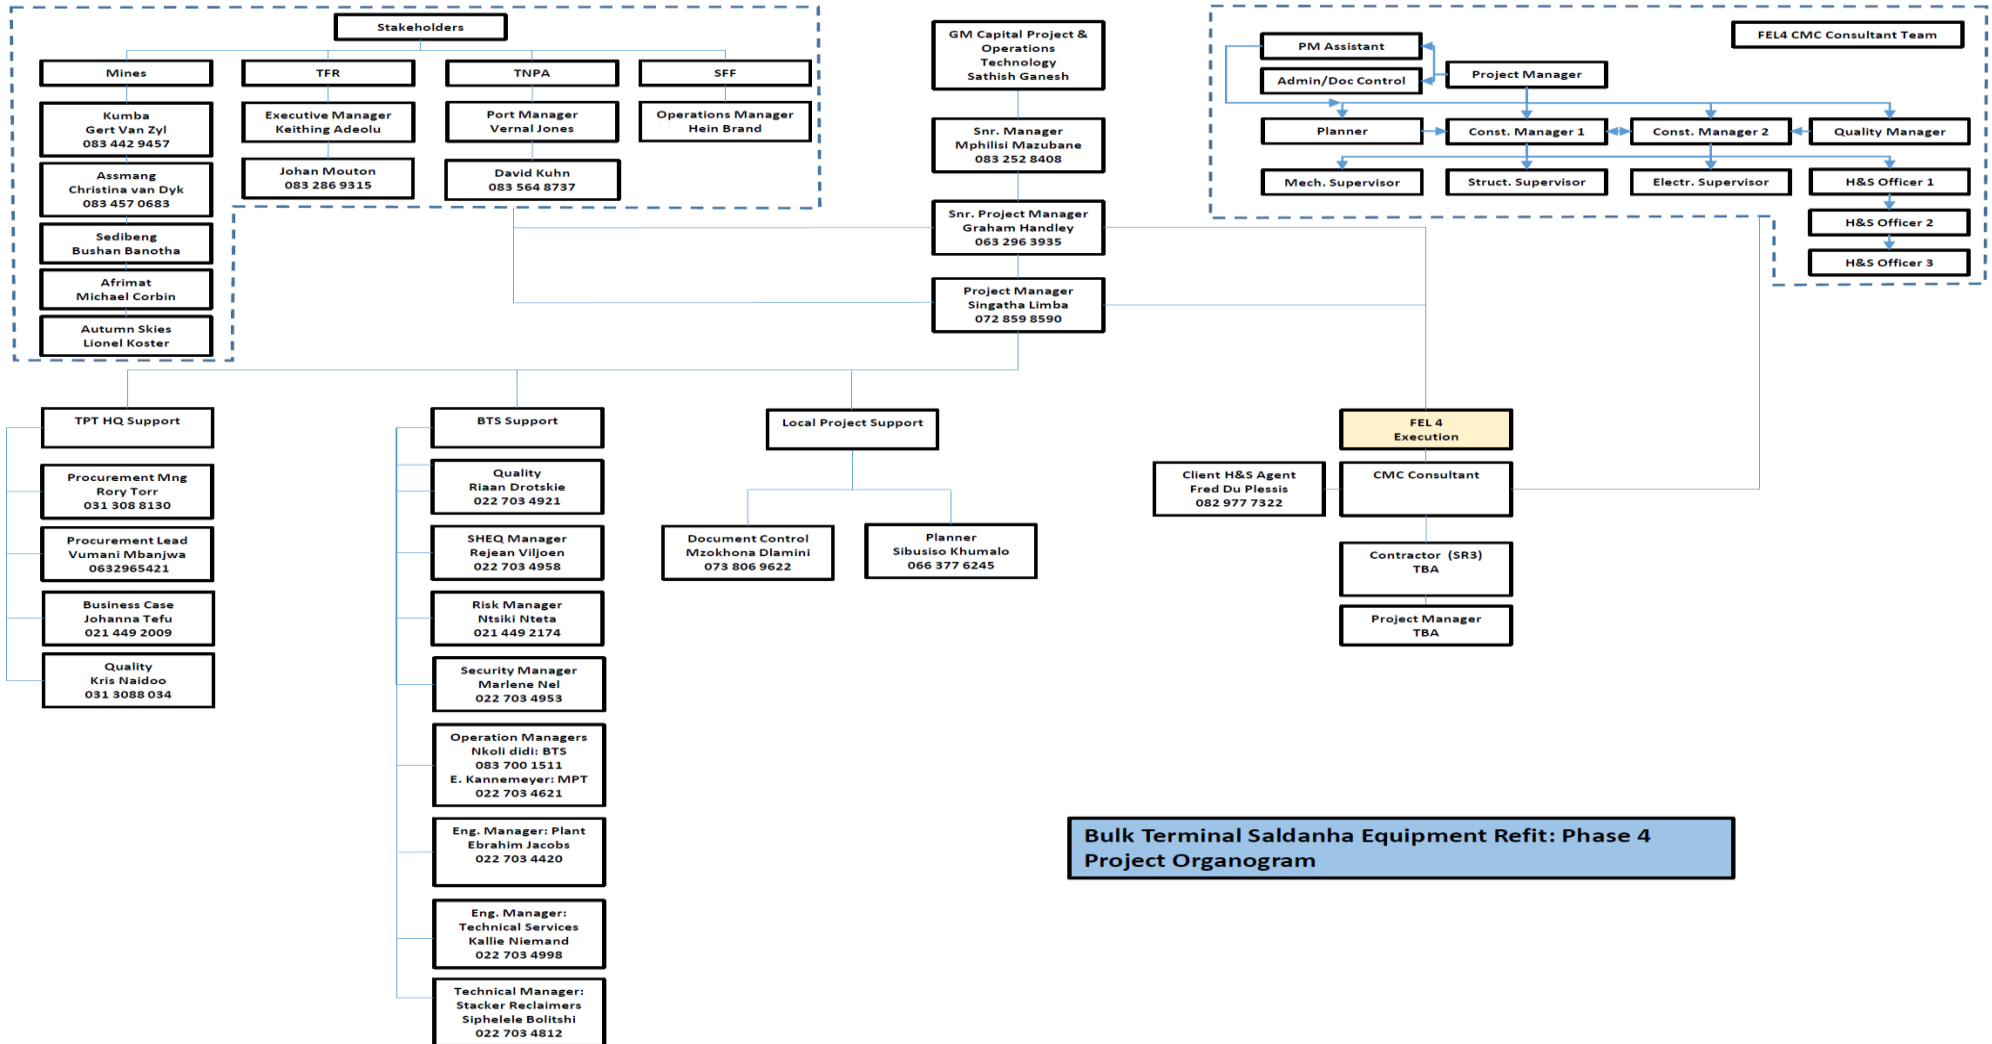 Stakeholders
Mines
TFR
TNPA
SFF
Kumba
Gert Van Zyl
083 442 9457
Executive Manager
Keithing Adeolu
Port Manager
Vernal Jones
Operations Manager
Hein Brand
Assmang
Christina van Dyk
083 457 0683
Johan Mouton
083 286 9315
David Kuhn
083 564 8737
Sedibeng
Bushan Banotha
Afrimat
Michael Corbin
Autumn Skies
Lionel Koster
GM Capital Project &
Operations
Technology
Sathish Ganesh
Snr. Manager
Mphilisi Mazubane
083 252 8408
Snr. Project Manager
Graham Handley
063 296 3935
Project Manager
Singatha Limba
072 859 8590
FEL4 CMC Consultant Team
PM Assistant
Admin/Doc Control
Project Manager
Planner
Const. Manager 1
Const. Manager 2
Quality Manager
Mech. Supervisor
Struct. Supervisor
Electr. Supervisor
H&S Officer 1
H&S Officer 2
H&S Officer 3
TPT HQ Support
Procurement Mng
Rory Torr
031 308 8130
Procurement Lead
Vumani Mbanjwa
0632965421
Business Case
Johanna Tefu
021 449 2009
Quality
Kris Naidoo
031 3088 034
BTS Support
Quality
Riaan Drotskie
022 703 4921
SHEQ Manager
Rejean Viljoen
022 703 4958
Risk Manager
Ntsiki Nteta
021 449 2174
Security Manager
Marlene Nel
022 703 4953
Operation Managers
Nkoli didi: BTS
083 700 1511
E. Kannemeyer: MPT
022 703 4621
Eng. Manager: Plant
Ebrahim Jacobs
022 703 4420
Eng. Manager:
Technical Services
Kallie Niemand
022 703 4998
Technical Manager:
Stacker Reclaimers
Siphelele Bolitshi
022 703 4812
Local Project Support
Document Control
Mzokhona Dlamini
073 806 9622
Planner
Sibusiso Khumalo
066 377 6245
FEL 4
Execution
Client H&S Agent
Fred Du Plessis
082 977 7322
CMC Consultant
Contractor (SR3)
TBA
Project Manager
TBA
Bulk Terminal Saldanha Equipment Refit: Phase 4
Project Organogram